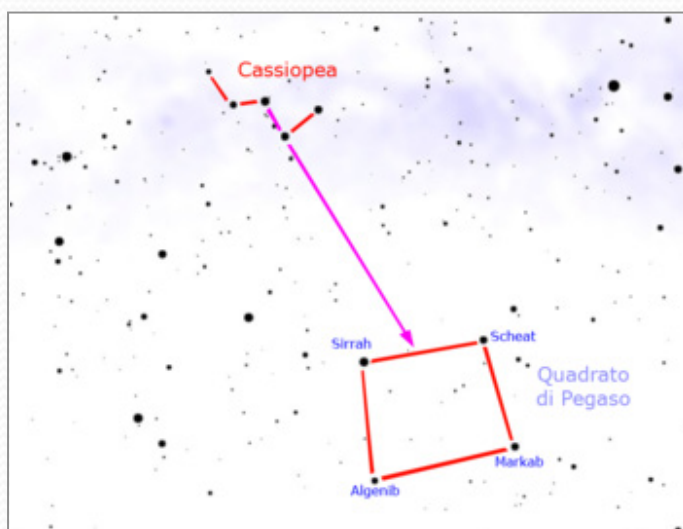 Cassiopea
Sirrah
Scheat
Quadrato
di Pegaso
Markab
Algenib